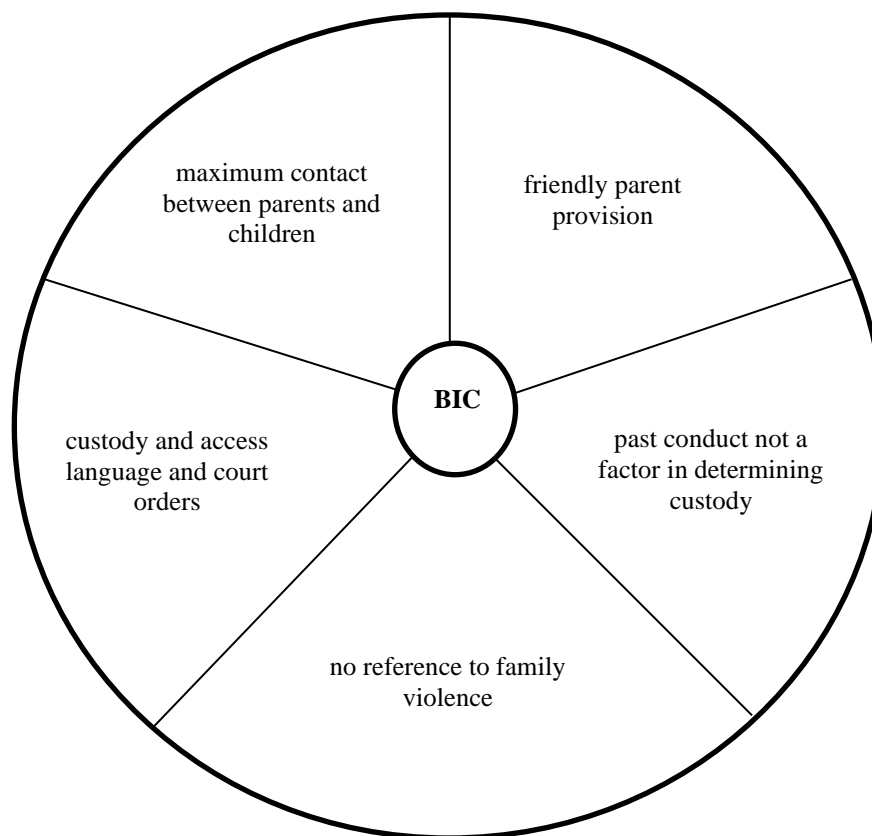 maximum contact
between parents and
children
friendly parent
provision
BIC
custody and access
language and court
orders
past conduct not a
factor in determining
custody
no reference to family
violence